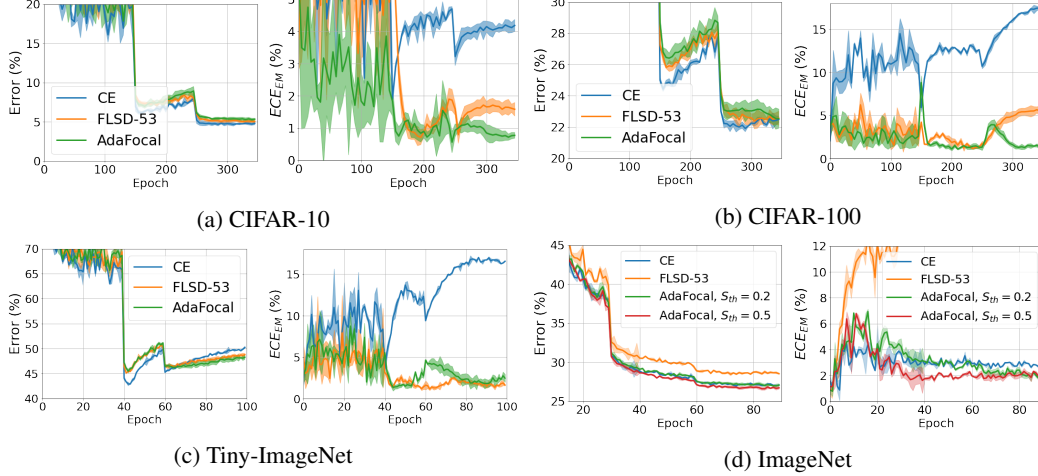 20
15
10
5
0
Error (%)
CE
FLSD-53
AdaFocal
0 100 200 300
Epoch
5
4
3
2
1
0
ECE_EM (%)
0 100 200 300
Epoch
(a) CIFAR-10
30
28
26
24
22
20
Error (%)
CE
FLSD-53
AdaFocal
0 100 200 300
Epoch
15
10
5
0
ECE_EM (%)
0 100 200 300
Epoch
(b) CIFAR-100
70
65
60
55
50
45
40
Error (%)
CE
FLSD-53
AdaFocal
0 20 40 60 80 100
Epoch
15
10
5
0
ECE_EM (%)
0 20 40 60 80 100
Epoch
(c) Tiny-ImageNet
45
40
35
30
25
Error (%)
CE
FLSD-53
AdaFocal, S_th = 0.2
AdaFocal, S_th = 0.5
20 40 60 80
Epoch
12
10
8
6
4
2
0
ECE_EM (%)
CE
FLSD-53
AdaFocal, S_th = 0.2
AdaFocal, S_th = 0.5
0 20 40 60 80
Epoch
(d) ImageNet